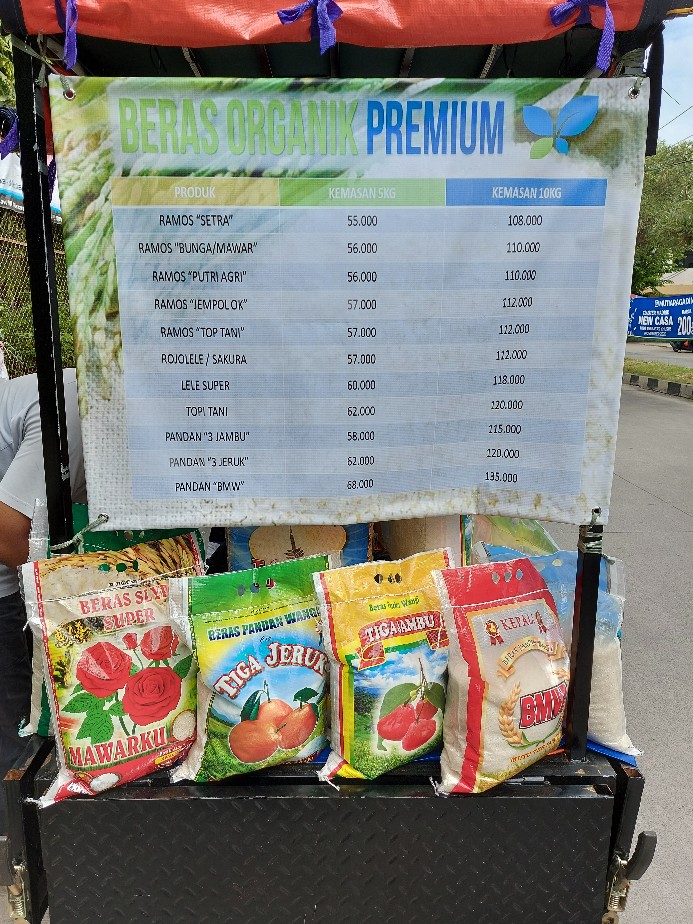 BERAS ORGANIK PREMIUM
PRODUK KEMASAN 5KG KEMASAN 10KG
RAMOS "SETRA" 55.000 108.000
RAMOS "BUNGA/MAWAR" 56.000 110.000
RAMOS "PUTRI AGRI" 56.000 110.000
RAMOS "JEMPOL OK" 57.000 112.000
RAMOS "TOP TANI" 57.000 112.000
ROJOLELE / SAKURA 57.000 112.000
LELE SUPER 60.000 118.000
TOPI TANI 62.000 120.000
PANDAN "3 JAMBU" 58.000 115.000
PANDAN "3 JERUK" 62.000 120.000
PANDAN "BMW" 68.000 135.000
NEW CASA
200
BERAS
SUPER
MAWARKU
BERAS PANDAN WANGI
TIGA JERUK
TIGA JAMBU
KEPALA
BMW